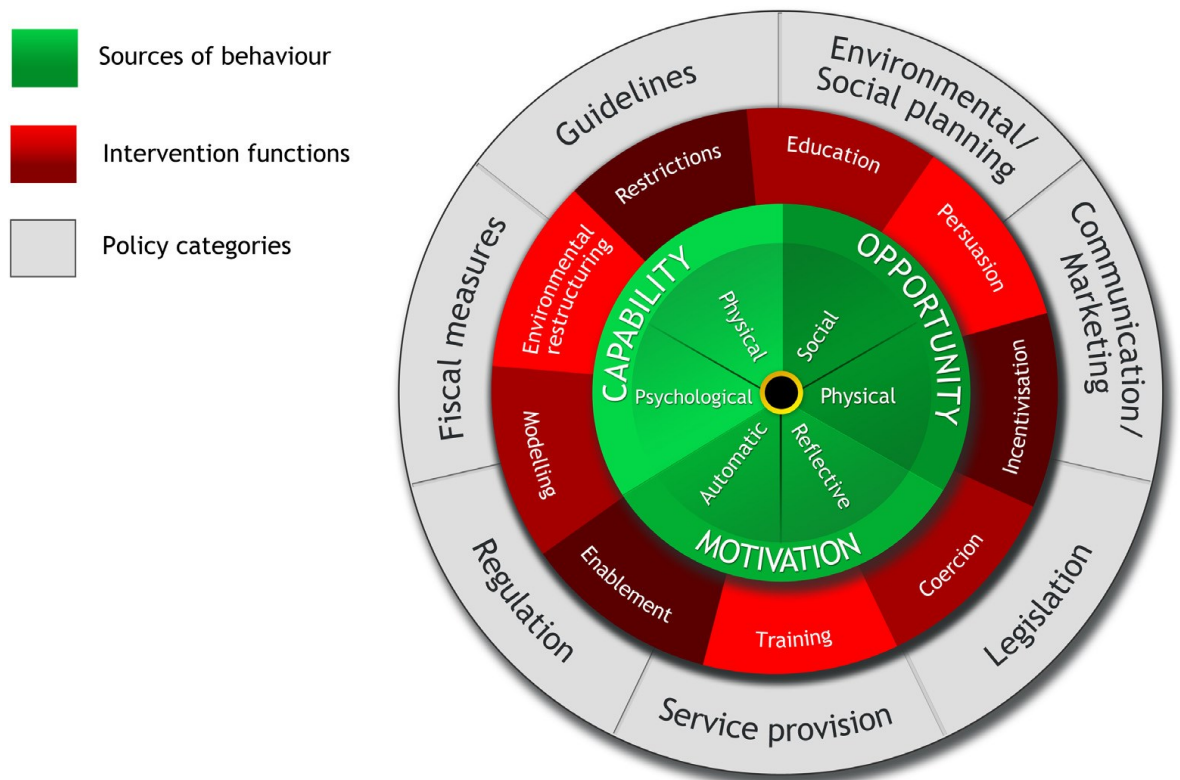 Sources of behaviour
Intervention functions
Policy categories
Guidelines
Environmental/
Social planning
Communication/
Marketing
Legislation
Service provision
Regulation
Fiscal measures
Restrictions
Education
Persuasion
Incentivisation
Coercion
Training
Enablement
Modelling
Environmental
restructuring
CAPABILITY
OPPORTUNITY
MOTIVATION
Physical
Social
Physical
Reflective
Automatic
Psychological